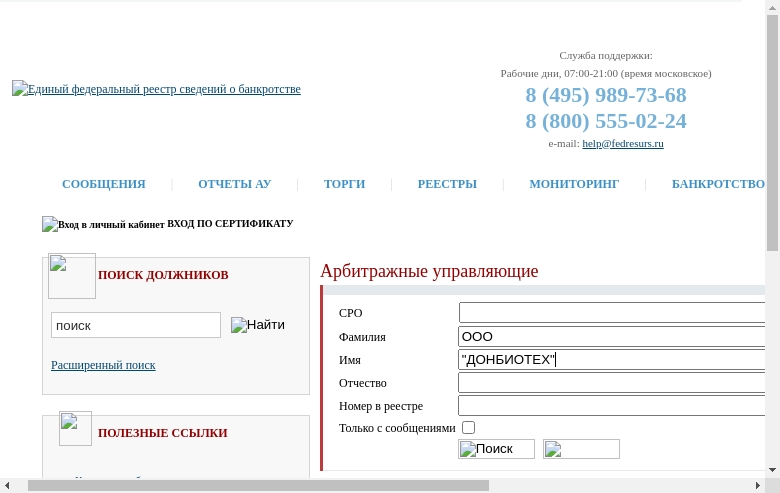 Служба поддержки:
Рабочие дни, 07:00-21:00 (время московское)
8 (495) 989-73-68
8 (800) 555-02-24
e-mail: help@fedresurs.ru
Единый федеральный реестр сведений о банкротстве
СООБЩЕНИЯ | ОТЧЕТЫ АУ | ТОРГИ | РЕЕСТРЫ | МОНИТОРИНГ | БАНКРОТСТВО
Вход в личный кабинет ВХОД ПО СЕРТИФИКАТУ
ПОИСК ДОЛЖНИКОВ
поиск Найти
Расширенный поиск
ПОЛЕЗНЫЕ ССЫЛКИ
Арбитражные управляющие
СРО
Фамилия ООО
Имя "ДОНБИОТЕХ"
Отчество
Номер в реестре
Только с сообщениями
Поиск